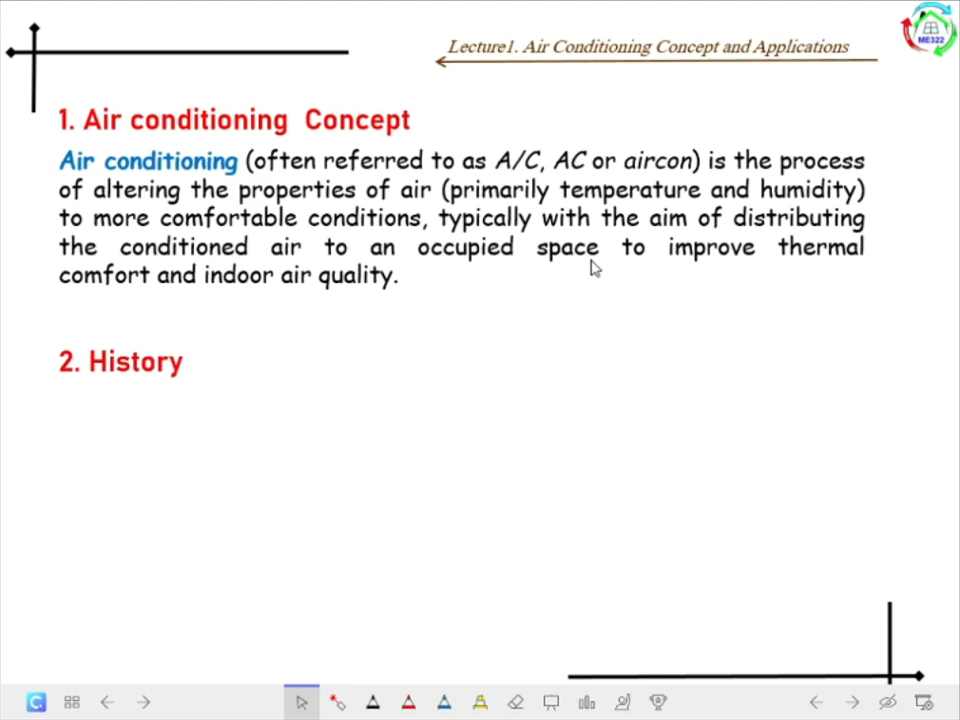 Lecture1. Air Conditioning Concept and Applications
ME322
1. Air conditioning Concept
Air conditioning (often referred to as A/C, AC or aircon) is the process
of altering the properties of air (primarily temperature and humidity)
to more comfortable conditions, typically with the aim of distributing
the conditioned air to an occupied space to improve thermal
comfort and indoor air quality.
2. History